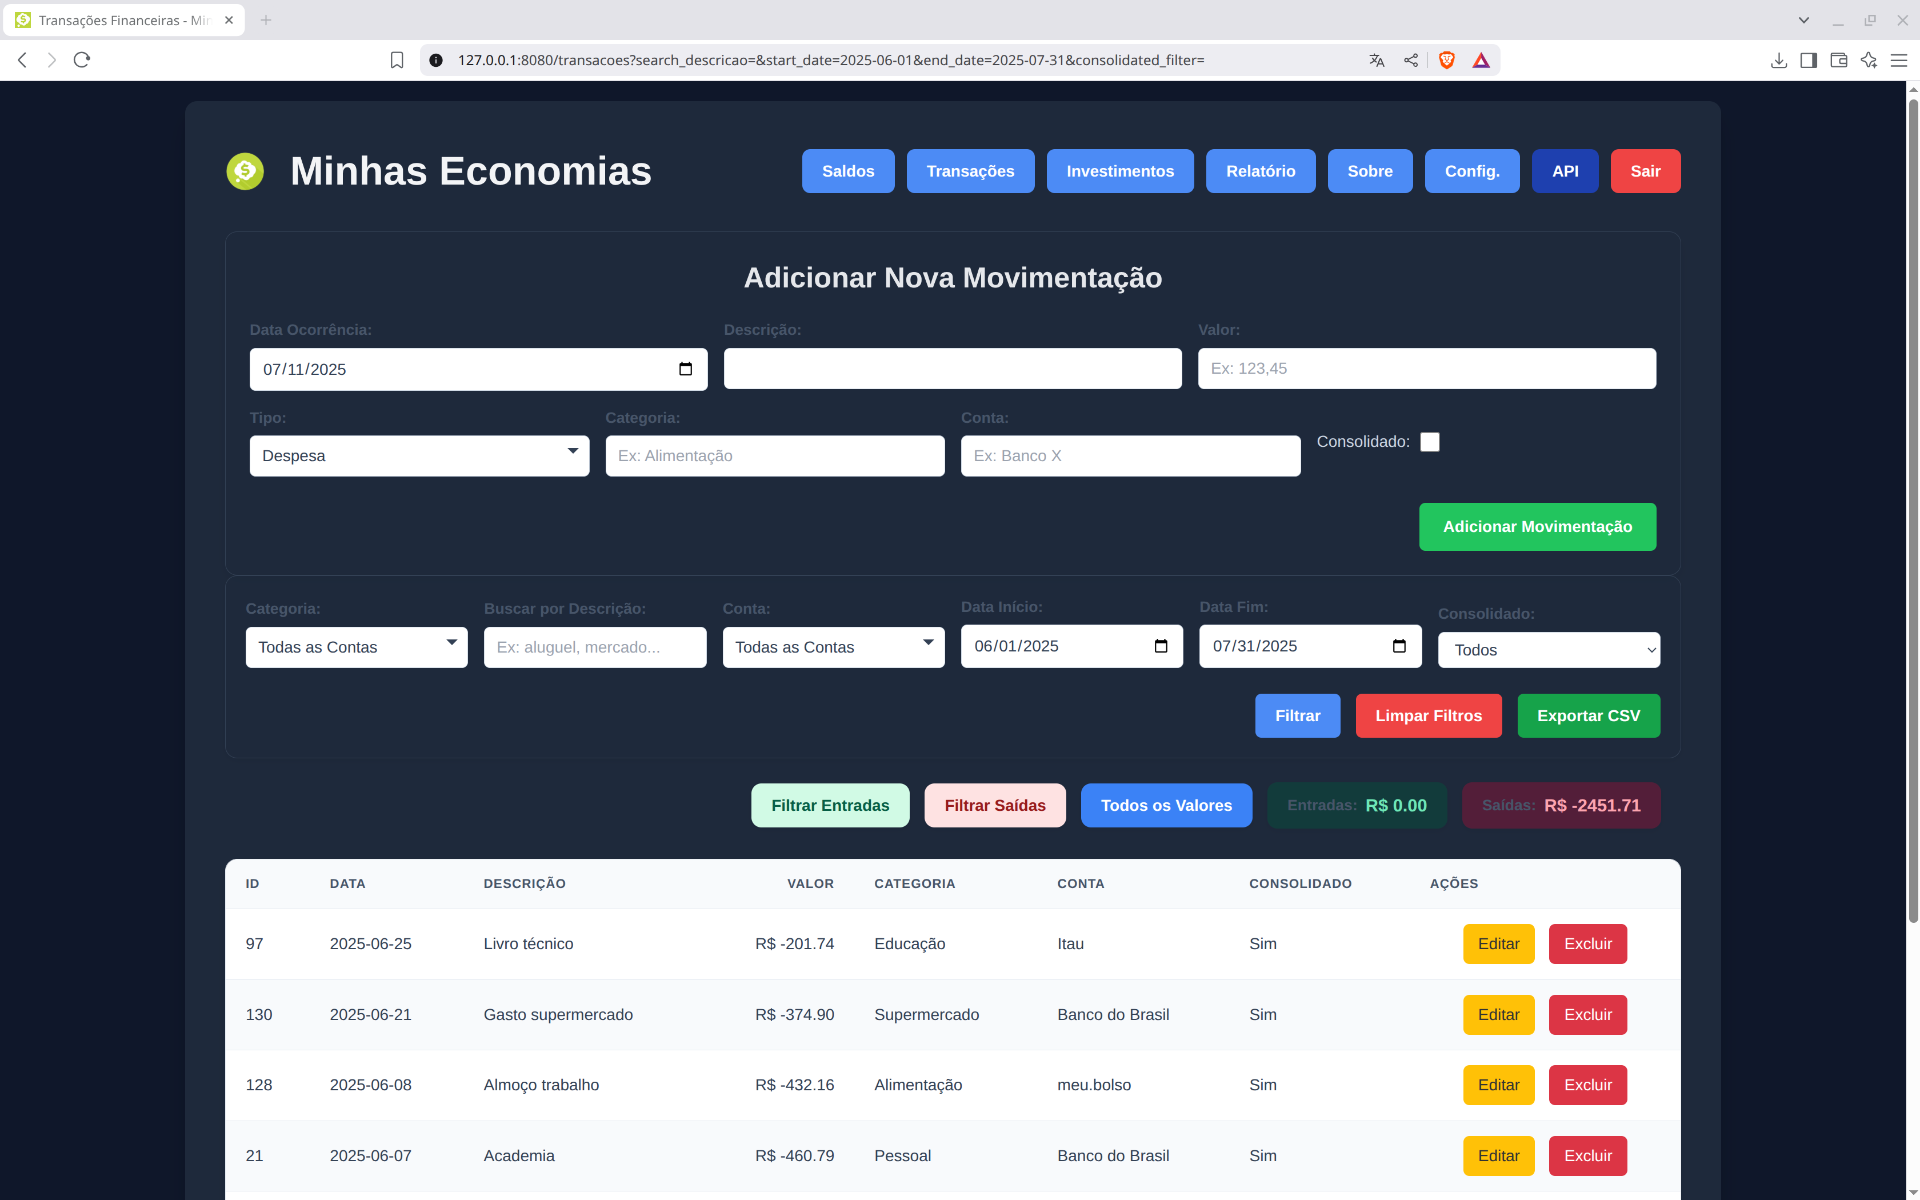 Transações Financeiras - Min
127.0.0.1:8080/transacoes?search_descricao=&start_date=2025-06-01&end_date=2025-07-31&consolidated_filter=
Minhas Economias
Saldos Transações Investimentos Relatório Sobre Config. API Sair
Adicionar Nova Movimentação
Data Ocorrência: Descrição: Valor:
07/11/2025 Ex: 123,45
Tipo: Categoria: Conta:
Consolidado:
Despesa Ex: Alimentação Ex: Banco X
Adicionar Movimentação
Categoria: Buscar por Descrição: Conta: Data Início: Data Fim: Consolidado:
Todas as Contas Ex: aluguel, mercado... Todas as Contas 06/01/2025 07/31/2025 Todos
Filtrar Limpar Filtros Exportar CSV
Filtrar Entradas Filtrar Saídas Todos os Valores Entradas: R$ 0.00 Saídas: R$ -2451.71
ID DATA DESCRIÇÃO VALOR CATEGORIA CONTA CONSOLIDADO AÇÕES
97 2025-06-25 Livro técnico R$ -201.74 Educação Itau Sim Editar Excluir
130 2025-06-21 Gasto supermercado R$ -374.90 Supermercado Banco do Brasil Sim Editar Excluir
128 2025-06-08 Almoço trabalho R$ -432.16 Alimentação meu.bolso Sim Editar Excluir
21 2025-06-07 Academia R$ -460.79 Pessoal Banco do Brasil Sim Editar Excluir